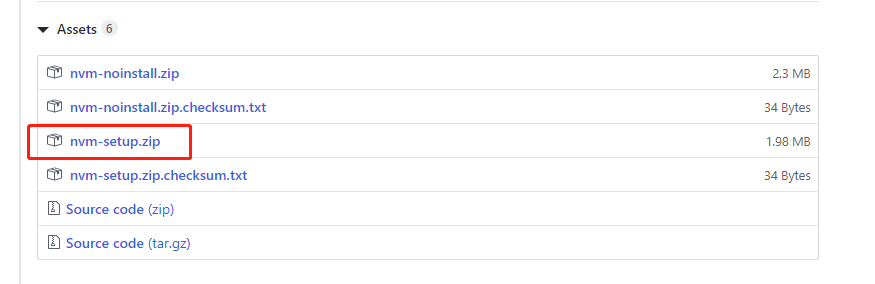 Assets 6
nvm-noinstall.zip 2.3 MB
nvm-noinstall.zip.checksum.txt 34 Bytes
nvm-setup.zip 1.98 MB
nvm-setup.zip.checksum.txt 34 Bytes
Source code (zip)
Source code (tar.gz)